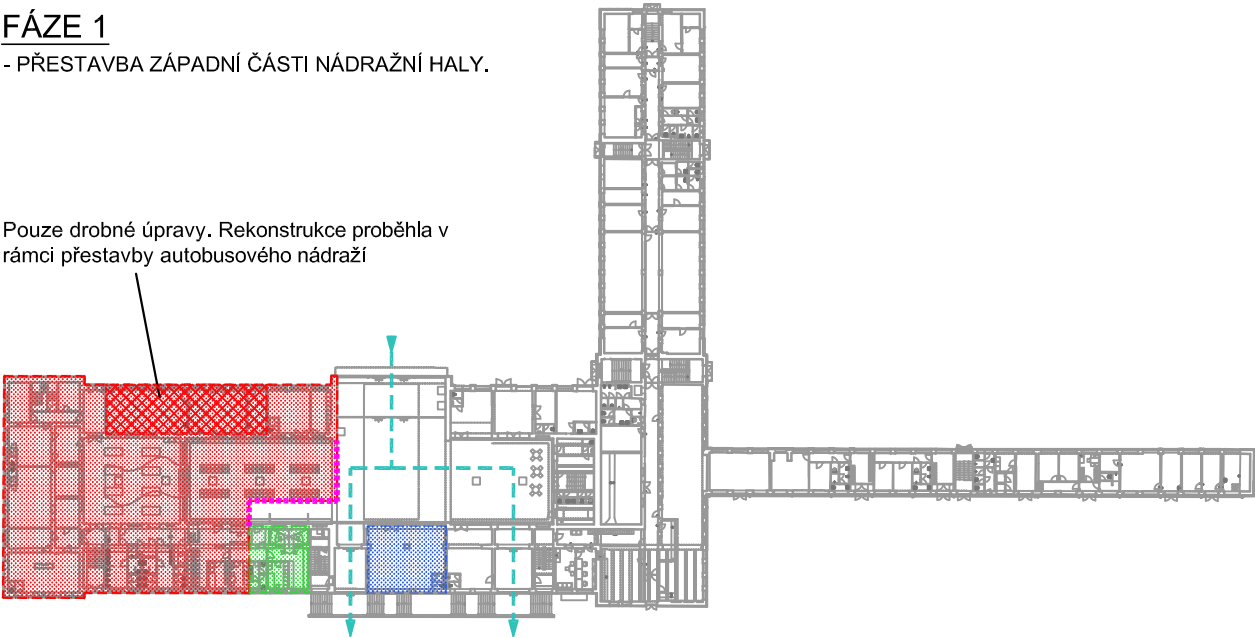 FÁZE 1
- PŘESTAVBA ZÁPADNÍ ČÁSTI NÁDRAŽNÍ HALY.
Pouze drobné úpravy. Rekonstrukce proběhla v
rámci přestavby autobusového nádraží